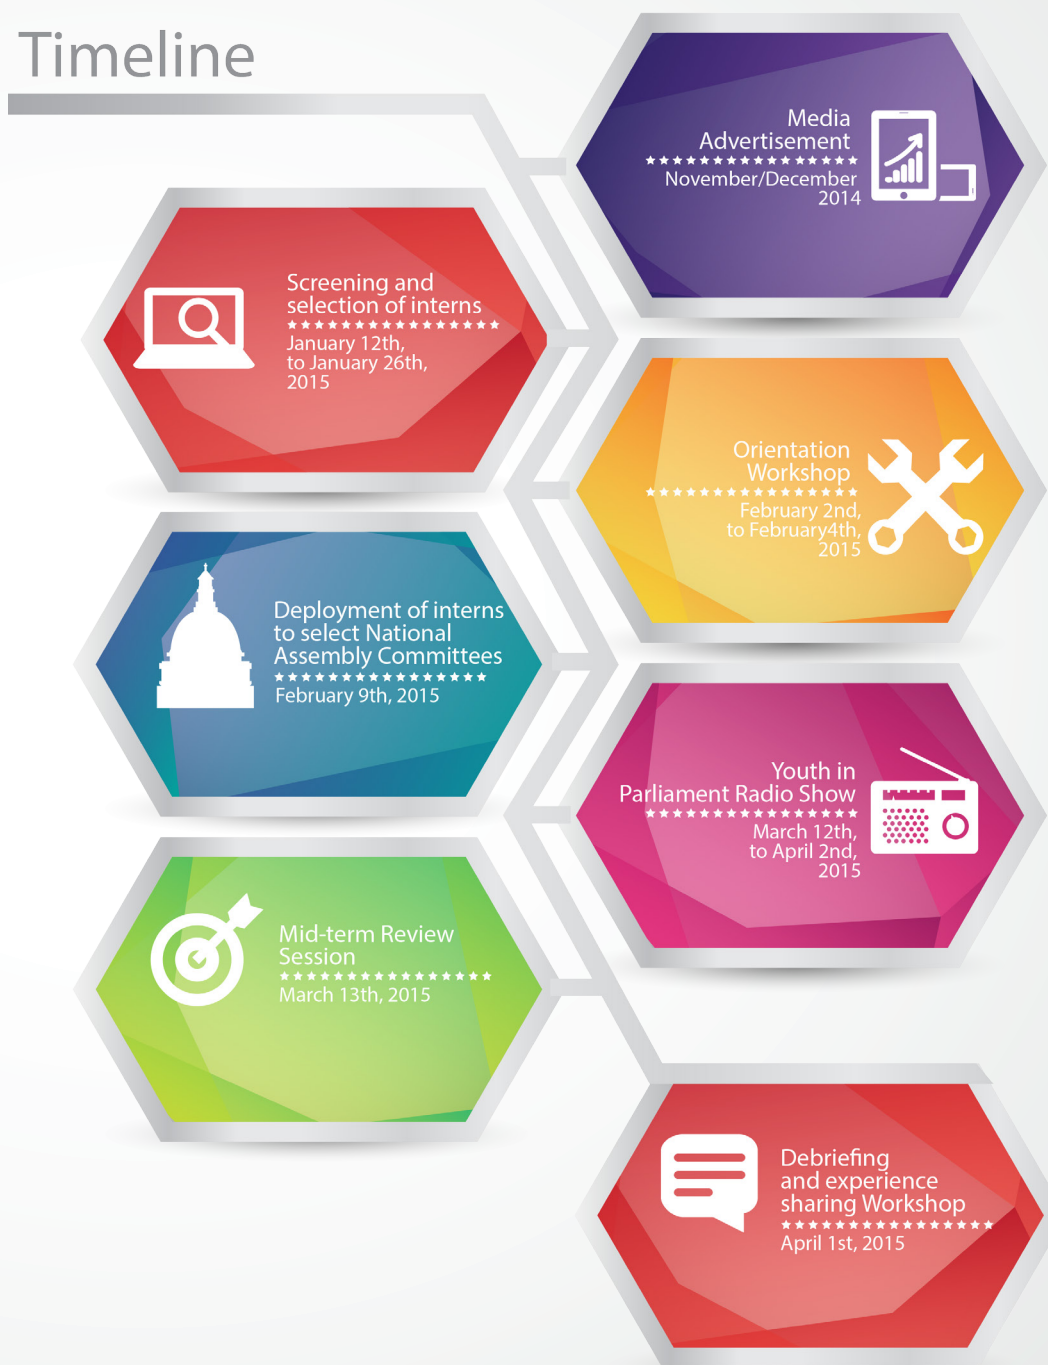 Timeline
Media
Advertisement
November/December
2014
Screening and
selection of interns
January 12th,
to January 26th,
2015
Orientation
Workshop
February 2nd,
to February4th,
2015
Deployment of interns
to select National
Assembly Committees
February 9th, 2015
Youth in
Parliament Radio Show
March 12th,
to April 2nd,
2015
Mid-term Review
Session
March 13th, 2015
Debriefing
and experience
sharing Workshop
April 1st, 2015